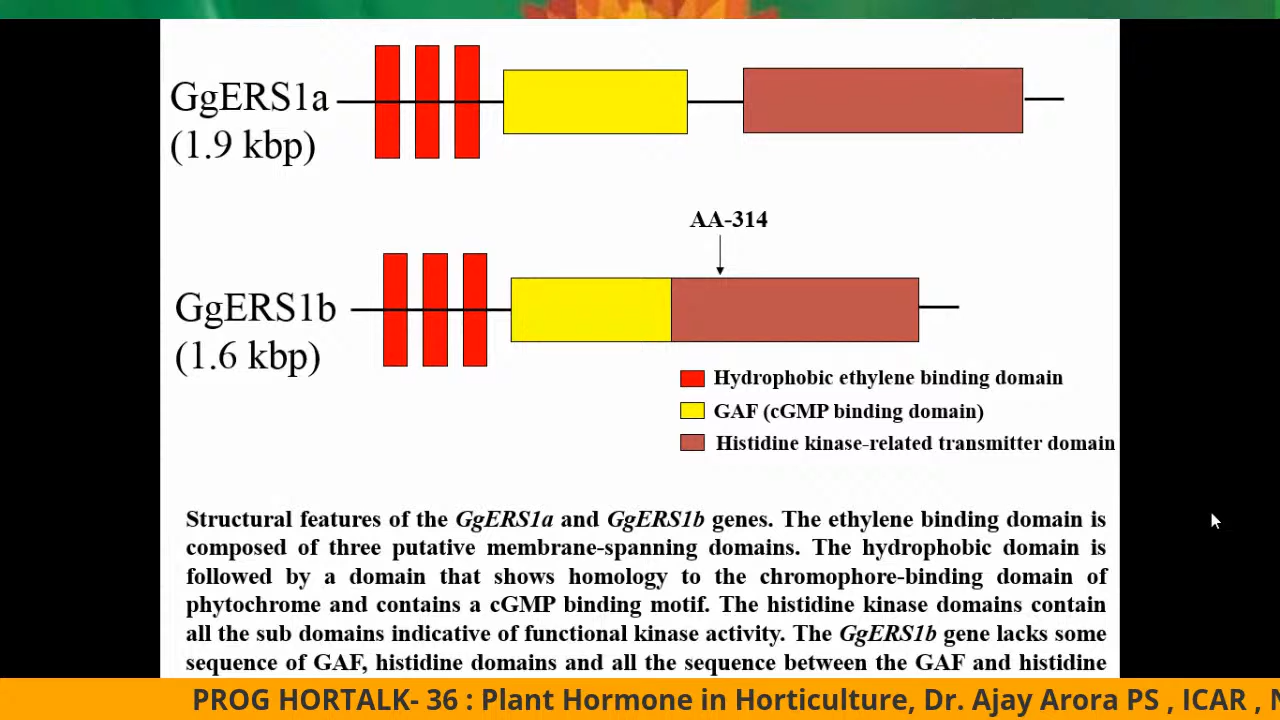 GgERS1a
(1.9 kbp)
AA-314
GgERS1b
(1.6 kbp)
Hydrophobic ethylene binding domain
GAF (cGMP binding domain)
Histidine kinase-related transmitter domain
Structural features of the GgERS1a and GgERS1b genes. The ethylene binding domain is
composed of three putative membrane-spanning domains. The hydrophobic domain is
followed by a domain that shows homology to the chromophore-binding domain of
phytochrome and contains a cGMP binding motif. The histidine kinase domains contain
all the sub domains indicative of functional kinase activity. The GgERS1b gene lacks some
sequence of GAF, histidine domains and all the sequence between the GAF and histidine
PROG HORTALK- 36 : Plant Hormone in Horticulture, Dr. Ajay Arora PS , ICAR ,